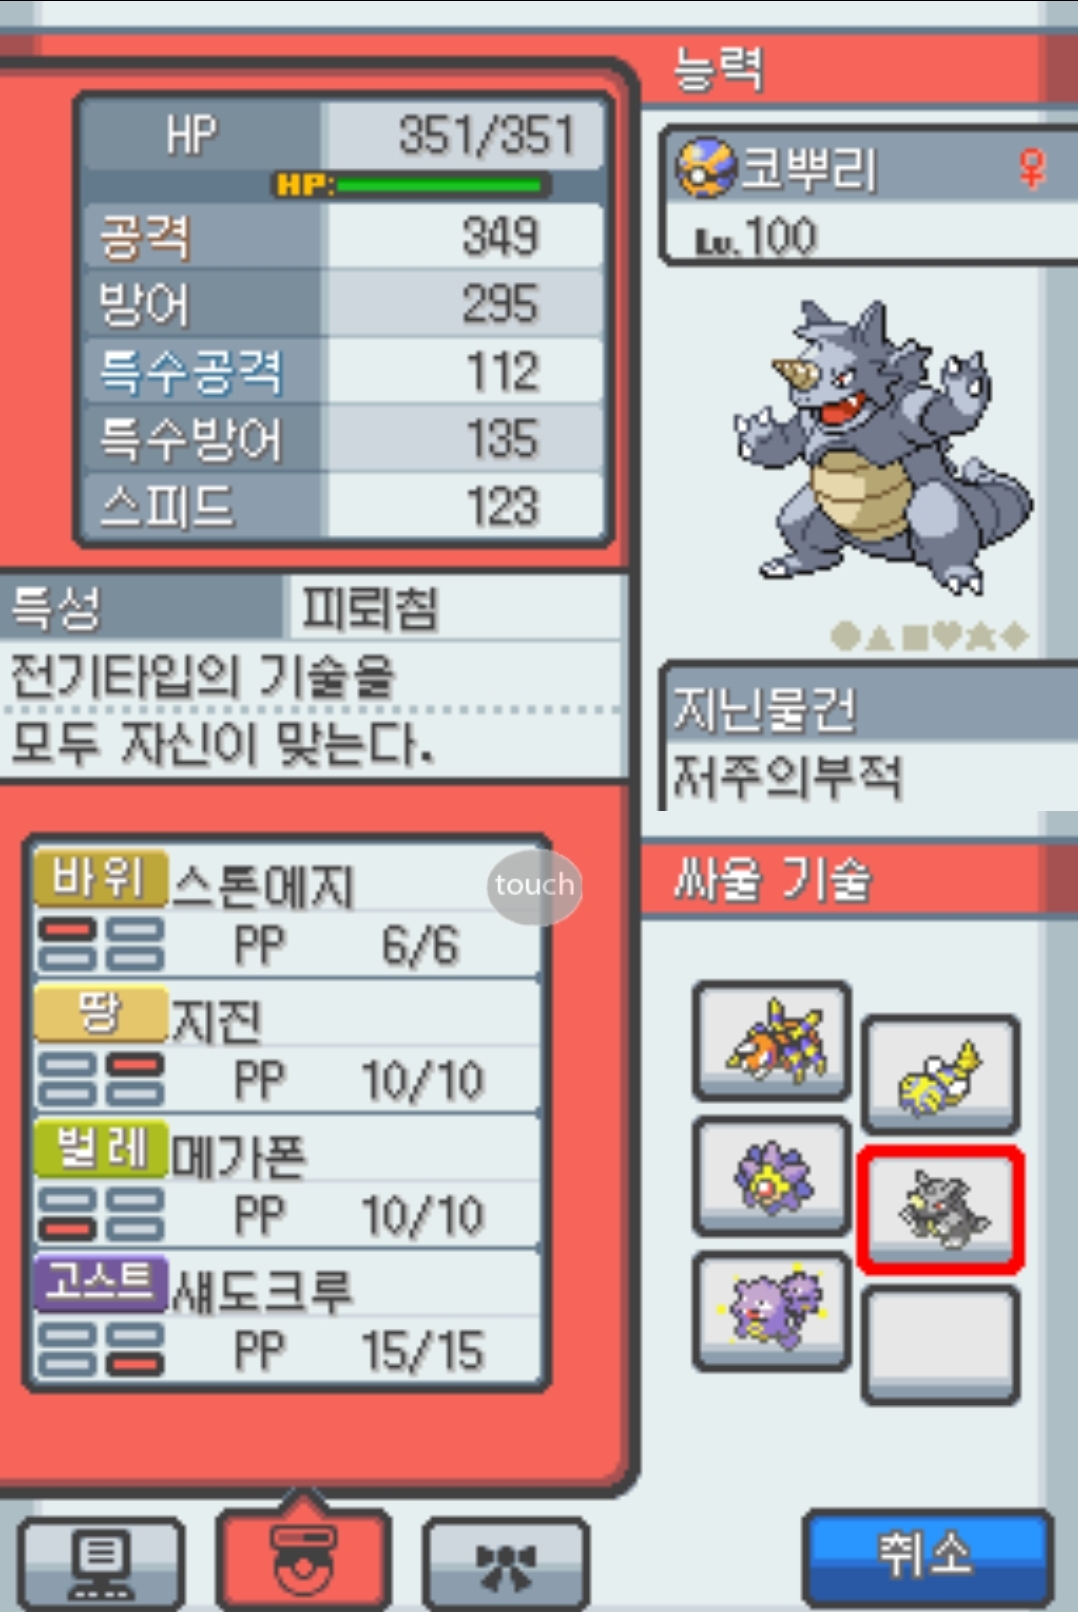 능력
HP 351/351
HP:
공격 349
방어 295
특수공격 112
특수방어 135
스피드 123
코뿌리 ♀
Lv.100
특성 피뢰침
전기타입의 기술을
모두 자신이 맞는다.
지닌물건
저주의부적
싸울 기술
바위 스톤에지
PP 6/6
땅 지진
PP 10/10
벌레 메가폰
PP 10/10
고스트 섀도크루
PP 15/15
touch
취소